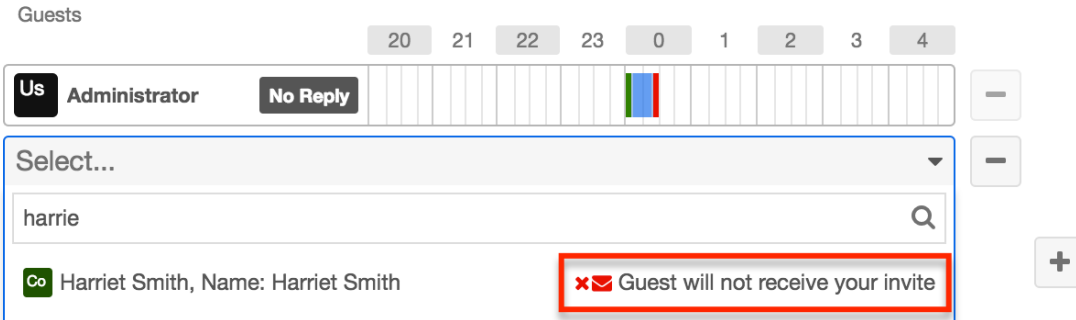 Guests
20 21 22 23 0 1 2 3 4
Us Administrator No Reply
Select...
harrie
Co Harriet Smith, Name: Harriet Smith Guest will not receive your invite